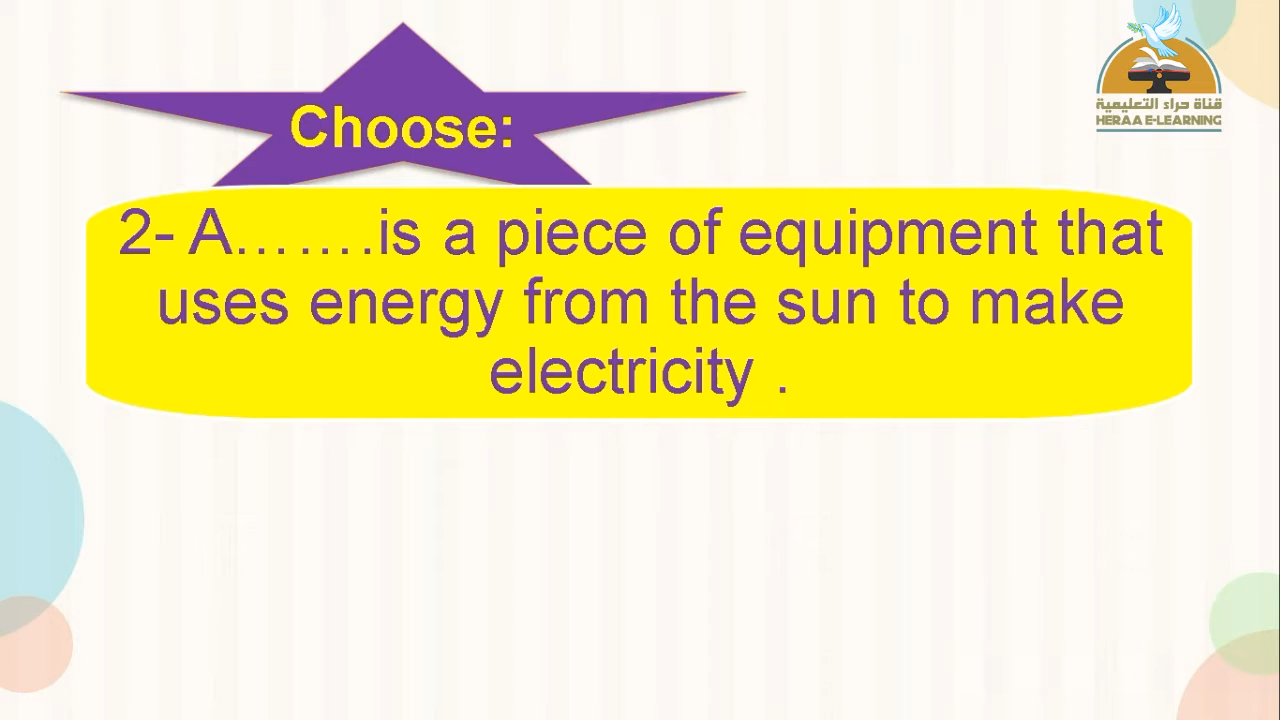 قناة حراء التعليمية
HERAA E-LEARNING
Choose:
2- A…….is a piece of equipment that
uses energy from the sun to make
electricity .